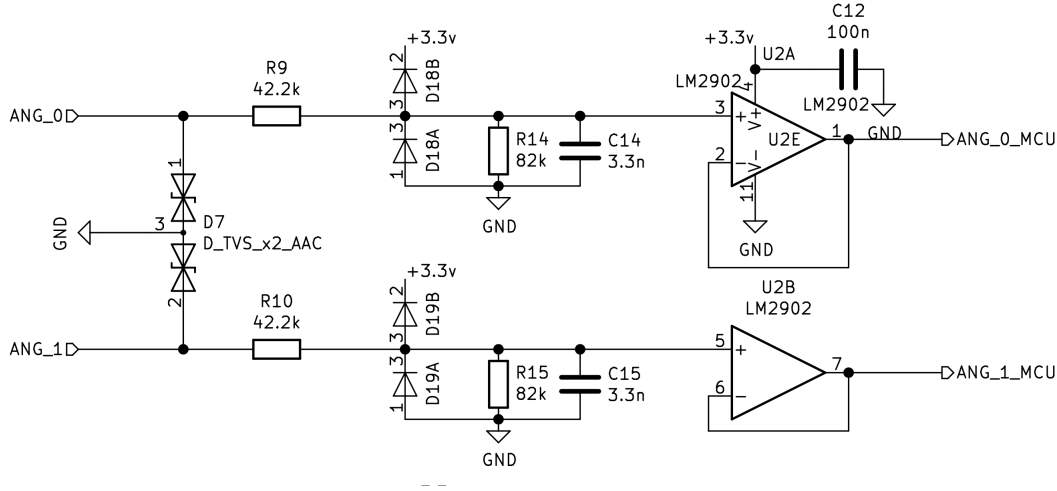 C12
100n
+3.3v
+3.3v
U2A
R9
42.2k
2
D18B
LM2902
4
LM2902
ANG_0
3
3
+
V+
U2E
1
GND
ANG_0_MCU
3
D18A
R14
82k
C14
3.3n
2
−
V−
1
1
11
GND
GND
GND
3
D7
D_TVS_x2_AAC
+3.3v
U2B
LM2902
2
R10
42.2k
2
D19B
ANG_1
3
5
+
7
ANG_1_MCU
3
D19A
R15
82k
C15
3.3n
6
−
1
GND